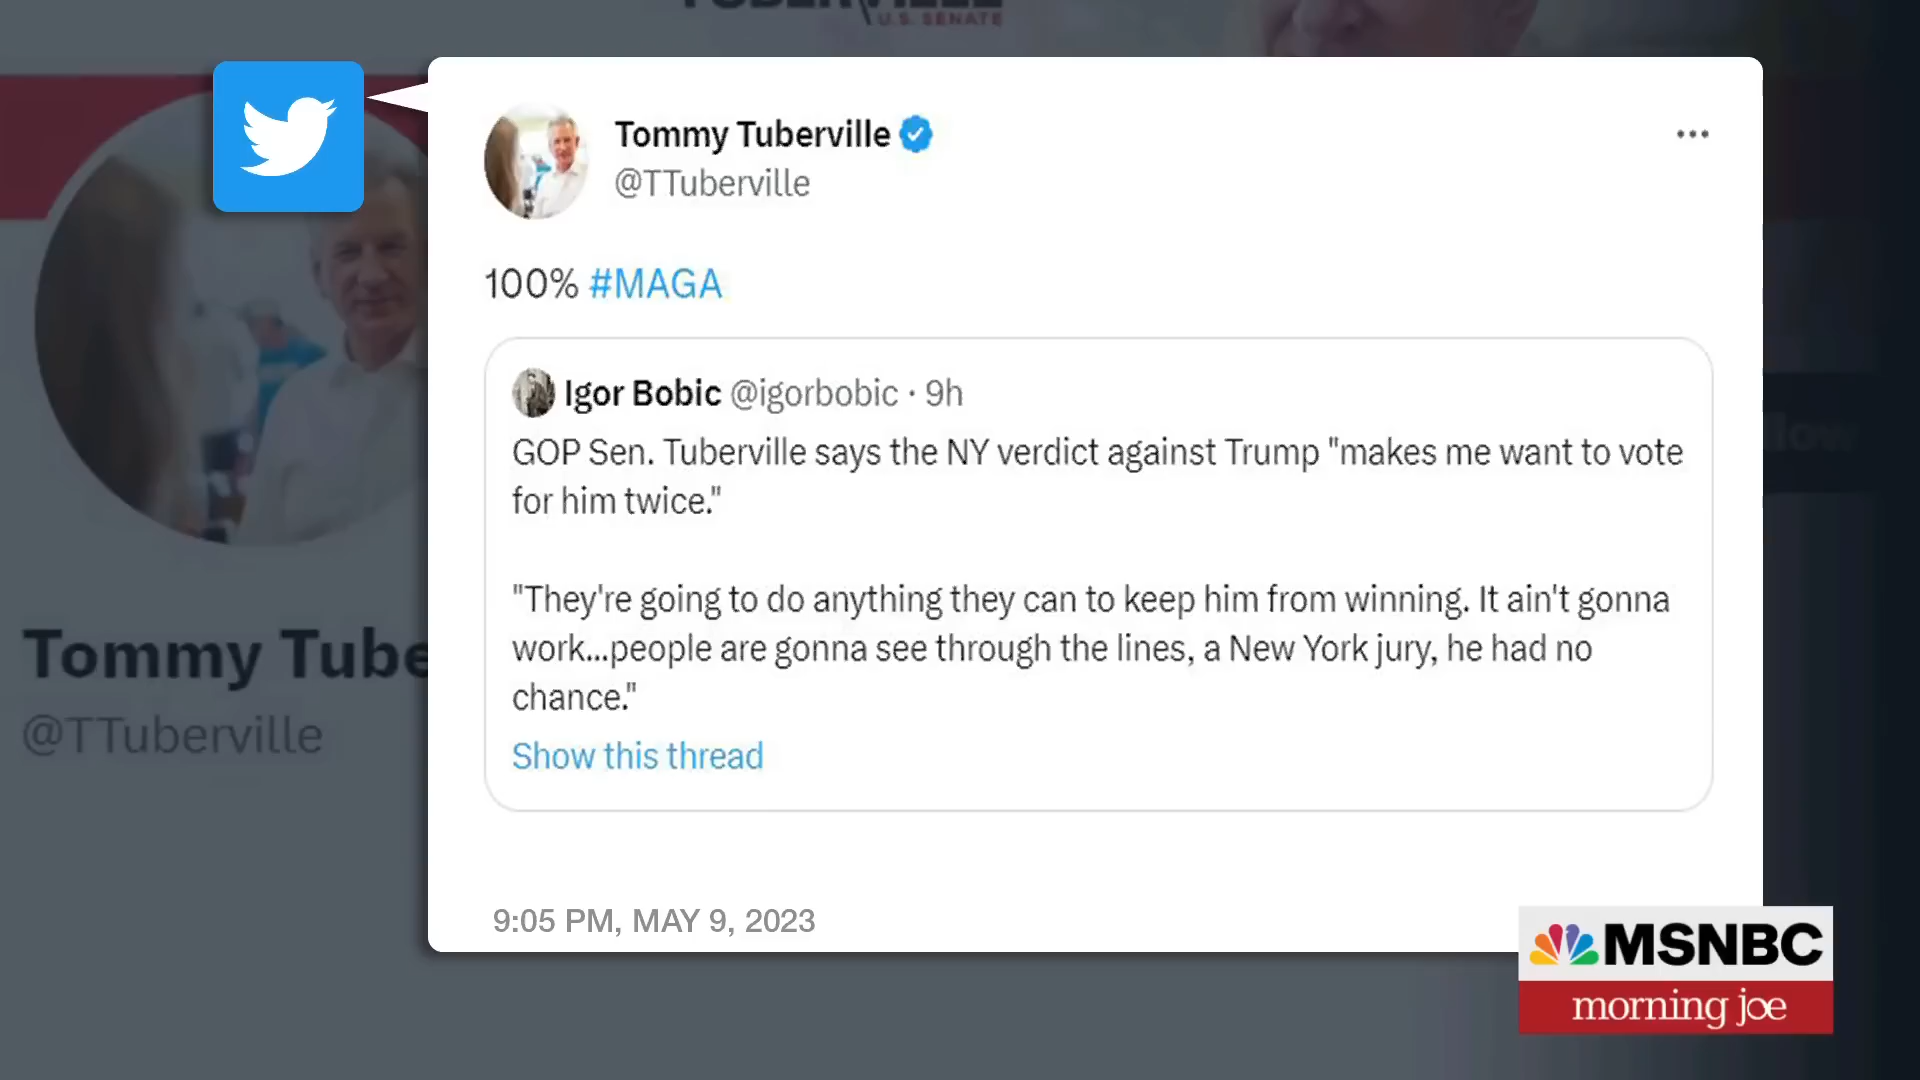 U.S. SENATE
Tommy Tuberville
@TTuberville
100% #MAGA
Igor Bobic @igorbobic · 9h
GOP Sen. Tuberville says the NY verdict against Trump "makes me want to vote
for him twice."
"They're going to do anything they can to keep him from winning. It ain't gonna
work...people are gonna see through the lines, a New York jury, he had no
chance."
Show this thread
9:05 PM, MAY 9, 2023
Tommy Tube
@TTuberville
MSNBC
morning joe